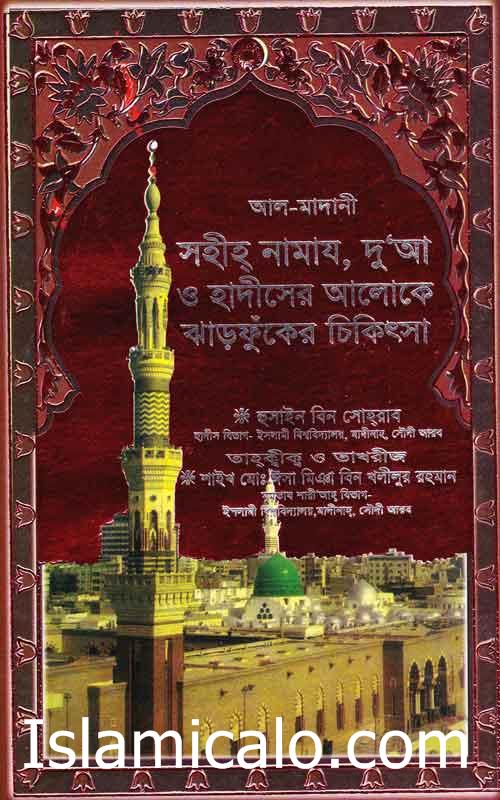 আল-মাদানী
সহীহ্ নামায, দু‘আ
ও হাদীসের আলোকে
ঝাড়ফুঁকের চিকিৎসা
❋ হুসাইন বিন সোহ্‌রাব
হাদীস বিভাগ- ইসলামী বিশ্ববিদ্যালয়, মাদীনাহ্, সৌদী আরব
তাহ্‌ক্বীক্ব ও তাখরীজ
❋ শাইখ মোঃ ঈসা মিঞা বিন খলীলুর রহমান
শারী‘আহ্ বিভাগ-
ইসলামী বিশ্ববিদ্যালয়, মাদীনাহ্, সৌদী আরব
Islamicalo.com